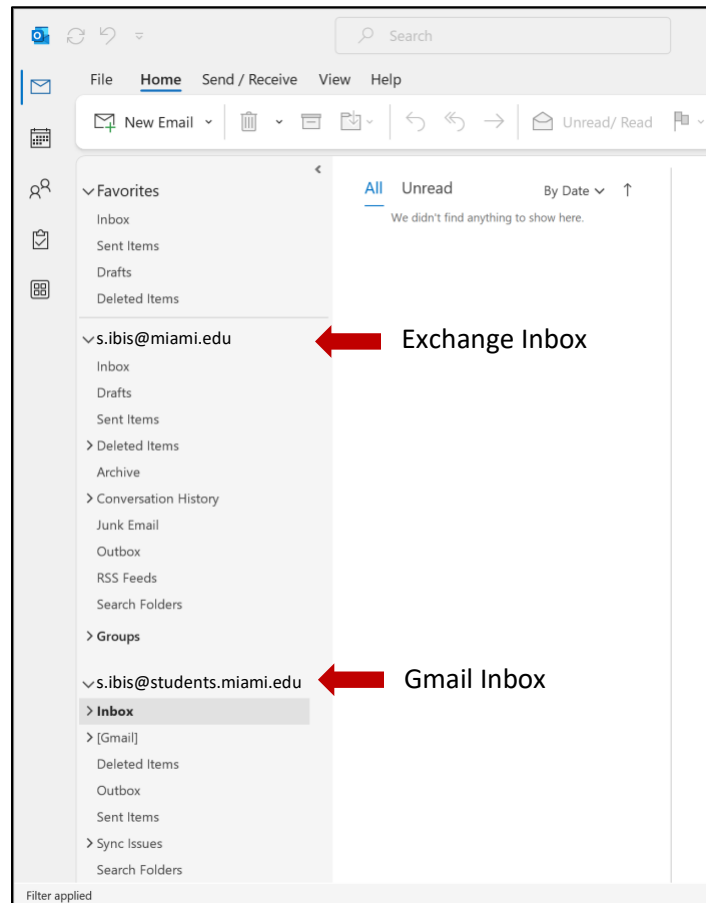 Search
File Home Send / Receive View Help
New Email Unread/ Read
Favorites
Inbox
Sent Items
Drafts
Deleted Items
All Unread By Date
We didn't find anything to show here.
s.ibis@miami.edu
Exchange Inbox
Inbox
Drafts
Sent Items
Deleted Items
Archive
Conversation History
Junk Email
Outbox
RSS Feeds
Search Folders
Groups
s.ibis@students.miami.edu
Gmail Inbox
Inbox
[Gmail]
Deleted Items
Outbox
Sent Items
Sync Issues
Search Folders
Filter applied